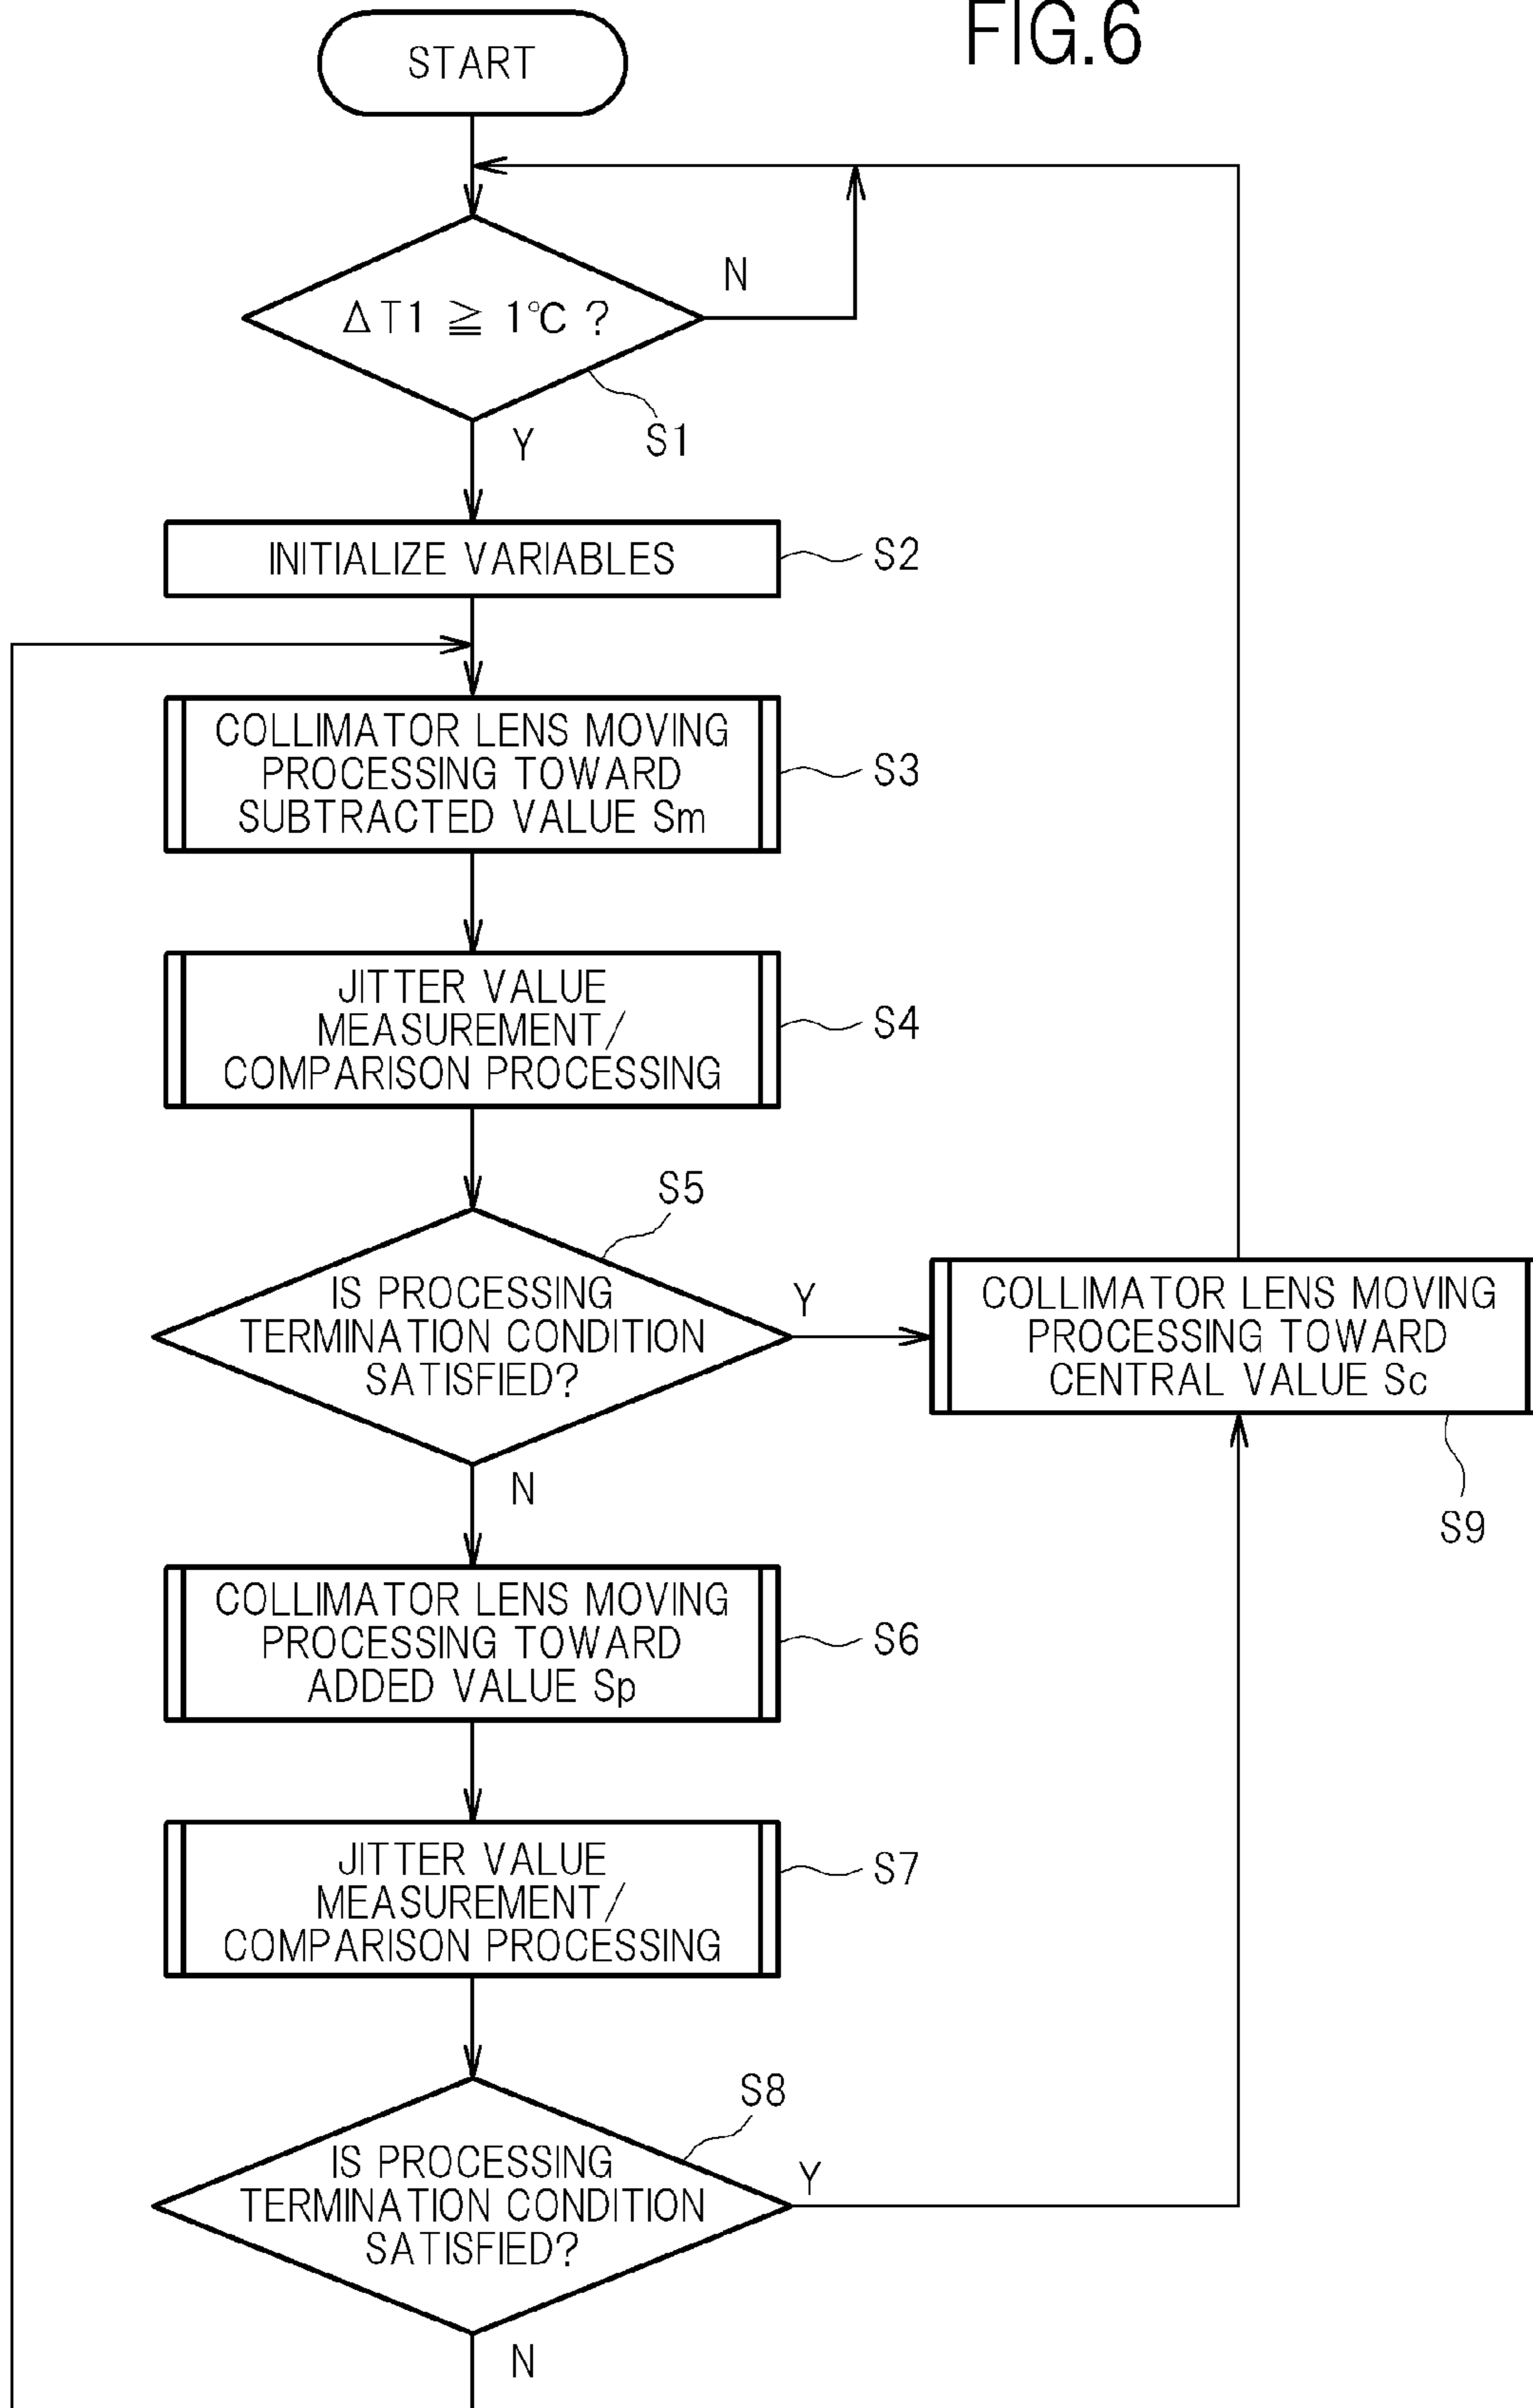 FIG.6
START
ΔT1 ≧ 1℃ ?
N
Y
S1
INITIALIZE VARIABLES
S2
COLLIMATOR LENS MOVING
PROCESSING TOWARD
SUBTRACTED VALUE Sm
S3
JITTER VALUE
MEASUREMENT/
COMPARISON PROCESSING
S4
S5
IS PROCESSING
TERMINATION CONDITION
SATISFIED?
Y
N
COLLIMATOR LENS MOVING
PROCESSING TOWARD
CENTRAL VALUE Sc
S9
COLLIMATOR LENS MOVING
PROCESSING TOWARD
ADDED VALUE Sp
S6
JITTER VALUE
MEASUREMENT/
COMPARISON PROCESSING
S7
S8
IS PROCESSING
TERMINATION CONDITION
SATISFIED?
Y
N